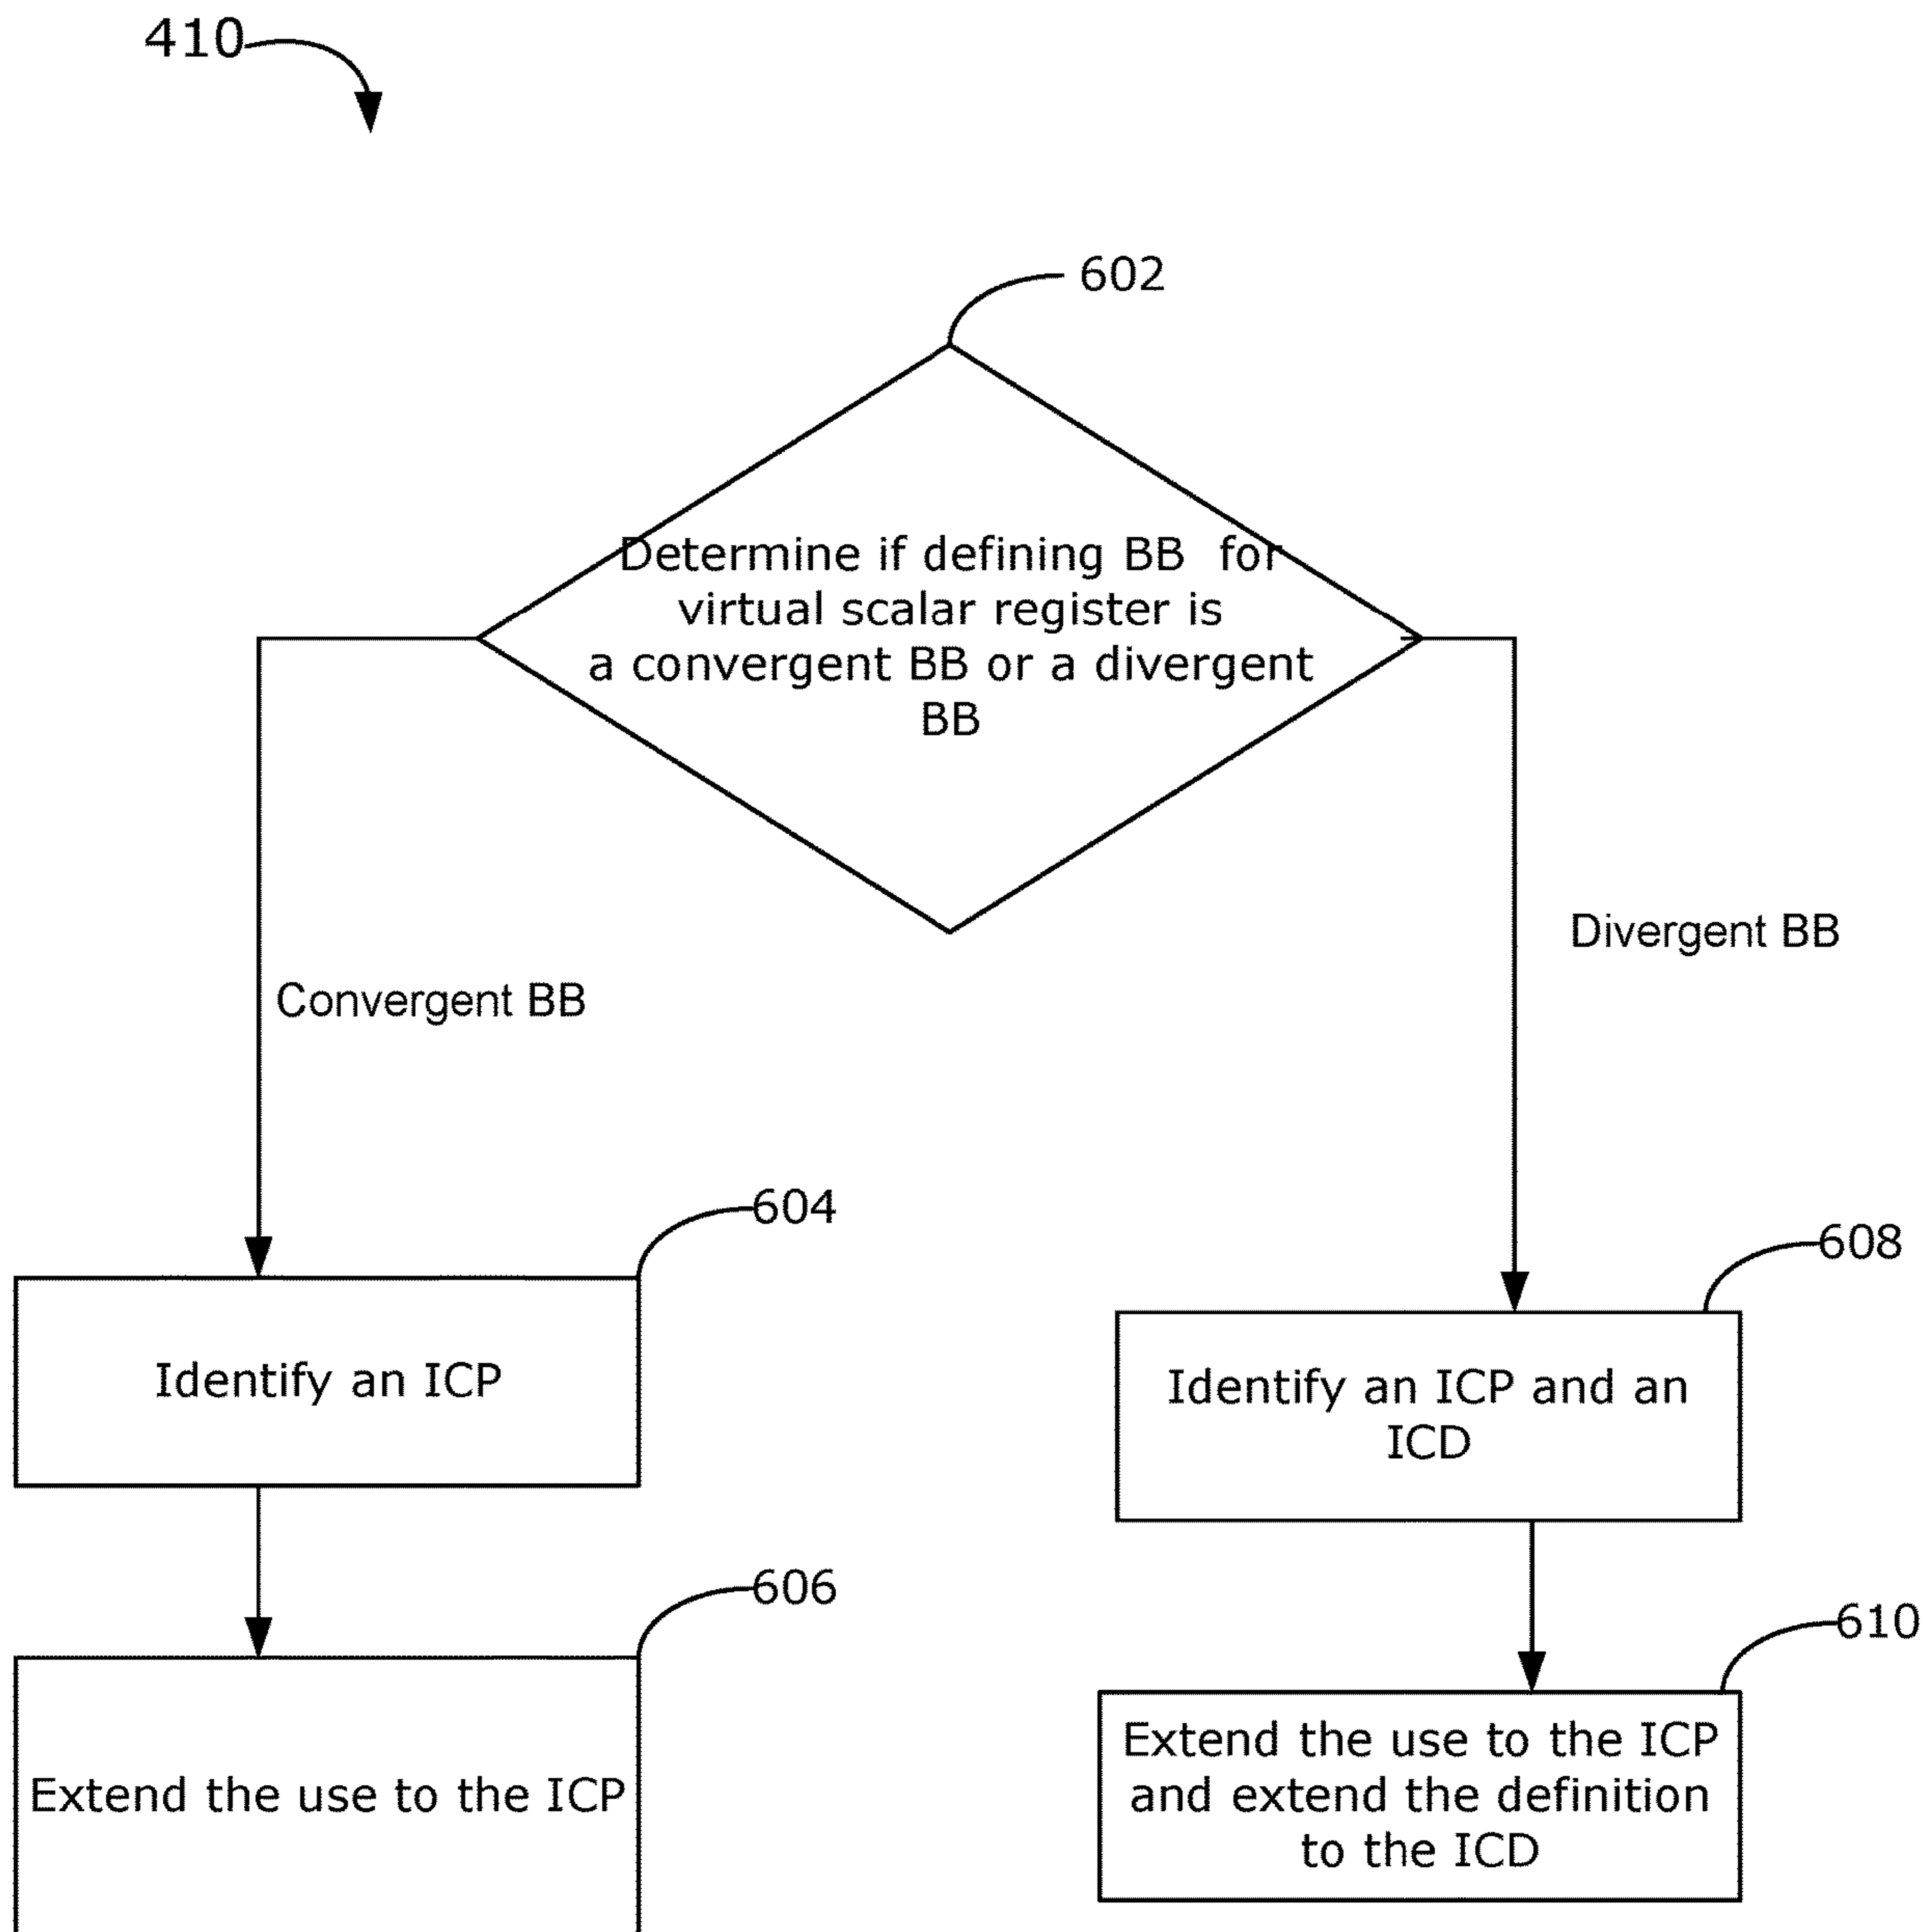 410
602
Determine if defining BB for
virtual scalar register is
a convergent BB or a divergent
BB
Divergent BB
Convergent BB
604
608
Identify an ICP
Identify an ICP and an
ICD
606
610
Extend the use to the ICP
Extend the use to the ICP
and extend the definition
to the ICD